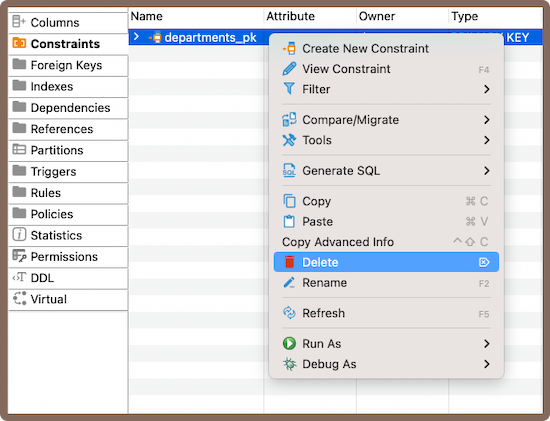 Name Attribute Owner Type
Columns
Constraints
Foreign Keys
Indexes
Dependencies
References
Partitions
Triggers
Rules
Policies
Statistics
Permissions
DDL
Virtual
departments_pk KEY
Create New Constraint
View Constraint F4
Filter
Compare/Migrate
Tools
Generate SQL
Copy ⌘ C
Paste ⌘ V
Copy Advanced Info ^⇧ C
Delete ⌦
Rename F2
Refresh F5
Run As
Debug As